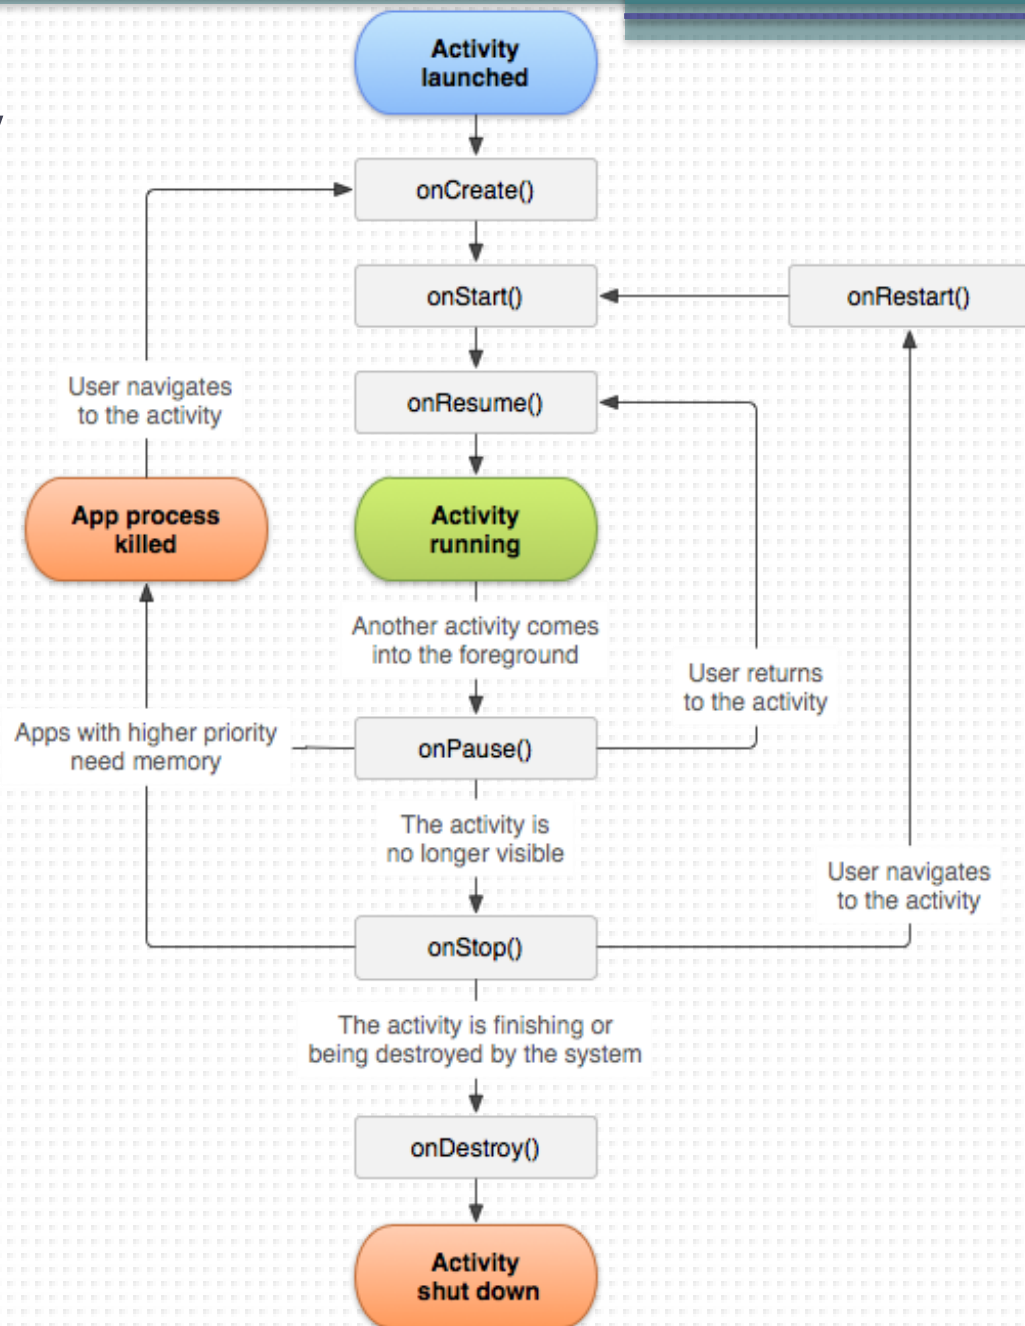 Activity
launched
onCreate()
onStart()
onRestart()
onResume()
User navigates
to the activity
App process
killed
Activity
running
Another activity comes
into the foreground
User returns
to the activity
Apps with higher priority
need memory
onPause()
The activity is
no longer visible
User navigates
to the activity
onStop()
The activity is finishing or
being destroyed by the system
onDestroy()
Activity
shut down